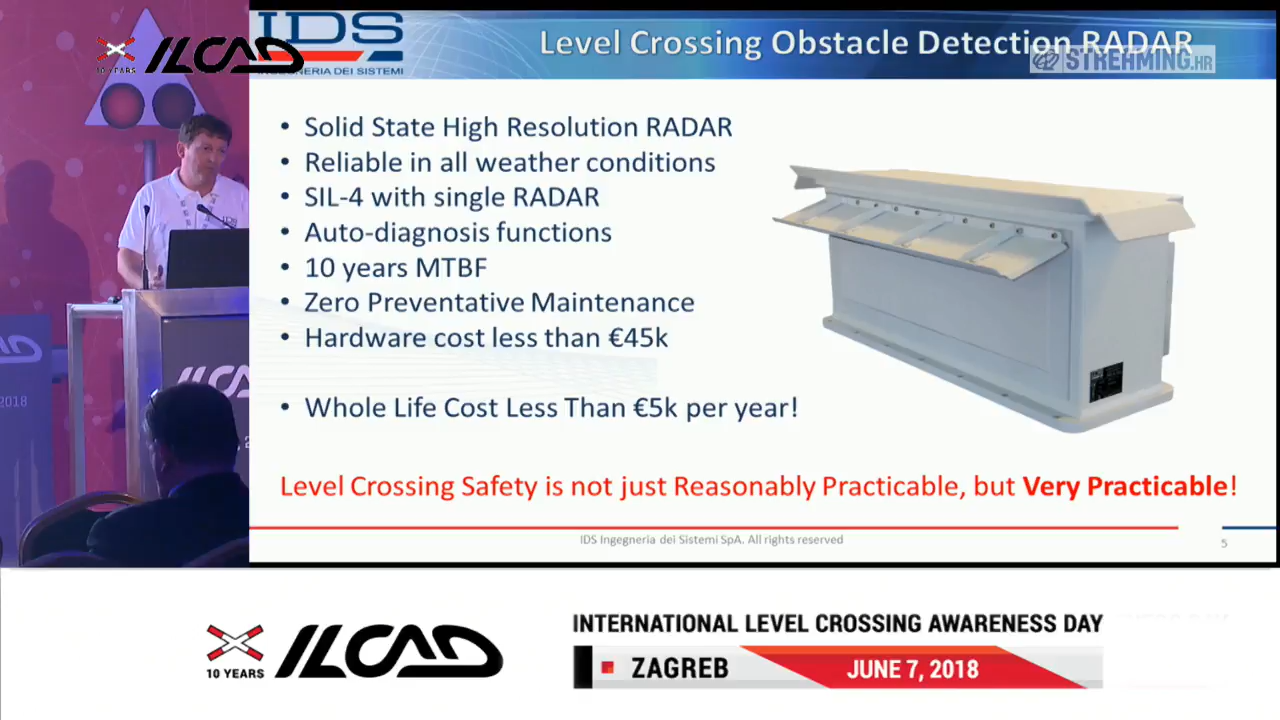 IDS
INGEGNERIA DEI SISTEMI
ILCAD
10 YEARS
Level Crossing Obstacle Detection RADAR
STREAMING.HR
• Solid State High Resolution RADAR
• Reliable in all weather conditions
• SIL-4 with single RADAR
• Auto-diagnosis functions
• 10 years MTBF
• Zero Preventative Maintenance
• Hardware cost less than €45k
• Whole Life Cost Less Than €5k per year!
Level Crossing Safety is not just Reasonably Practicable, but Very Practicable!
IDS Ingegneria dei Sistemi SpA. All rights reserved
5
IDS
ILCAD
2018
ILCAD
10 YEARS
INTERNATIONAL LEVEL CROSSING AWARENESS DAY
ZAGREB
JUNE 7, 2018